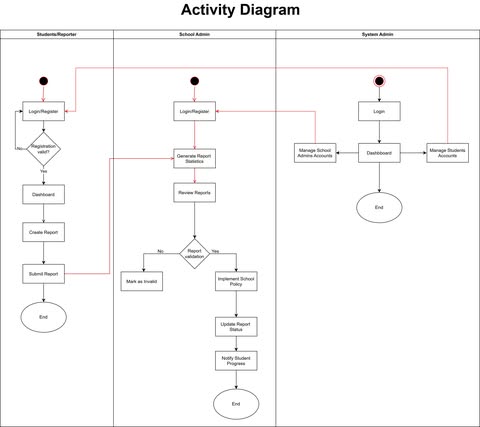 Activity Diagram
Students/Reporter
School Admin
System Admin
Login/Register
Registration
valid?
No
Yes
Dashboard
Create Report
Submit Report
End
Login/Register
Generate Report
Statistics
Review Reports
Report
validation
No
Yes
Mark as Invalid
Implement School
Policy
Update Report
Status
Notify Student
Progress
End
Login
Manage School
Admins Accounts
Dashboard
Manage Students
Accounts
End